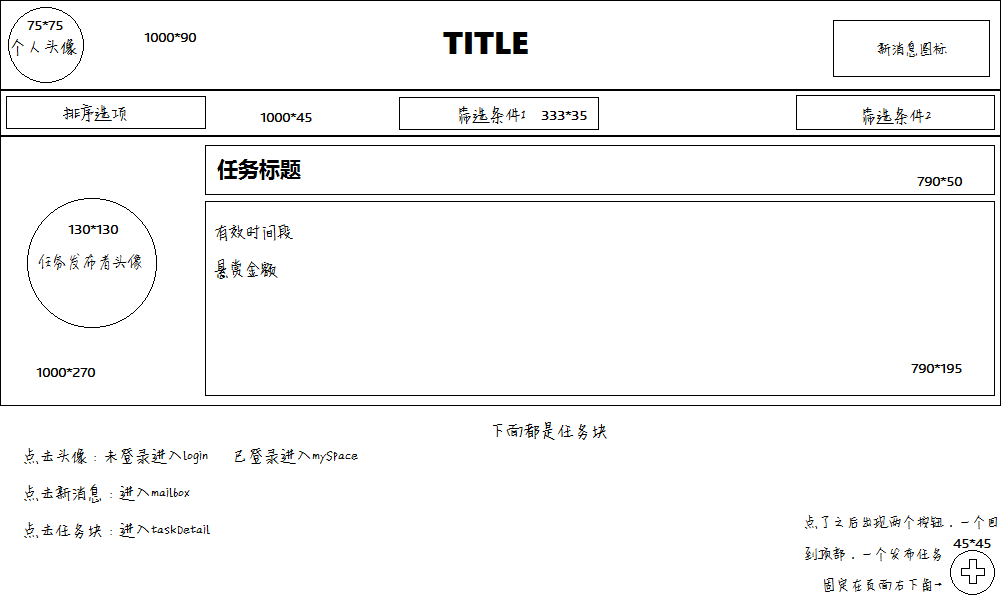 75*75
个人头像
1000*90
TITLE
新消息图标
排序选项
1000*45
筛选条件1 333*35
筛选条件2
任务标题
790*50
130*130
任务发布者头像
有效时间段
悬赏金额
1000*270
790*195
下面都是任务块
点击头像：未登录进入login 已登录进入mySpace
点击新消息：进入mailbox
点击任务块：进入taskDetail
点了之后出现两个按钮，一个回
到顶部，一个发布任务
45*45
固定在页面右下角→